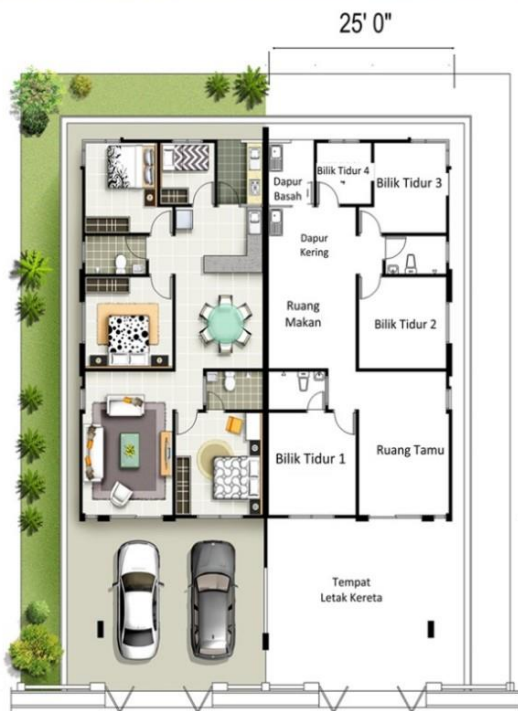 25' 0"
Dapur
Basah
Bilik Tidur 4
Bilik Tidur 3
Dapur
Kering
Ruang
Makan
Bilik Tidur 2
Bilik Tidur 1
Ruang Tamu
Tempat
Letak Kereta